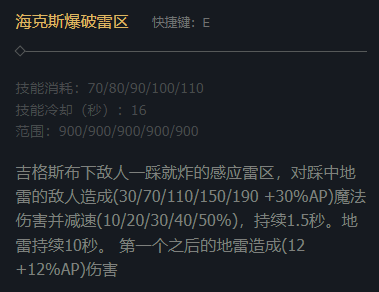 海克斯爆破雷区 快捷键：E
技能消耗：70/80/90/100/110
技能冷却（秒）：16
范围：900/900/900/900/900
吉格斯布下敌人一踩就炸的感应雷区，对踩中地
雷的敌人造成(30/70/110/150/190 +30%AP)魔法
伤害并减速(10/20/30/40/50%)，持续1.5秒。地
雷持续10秒。 第一个之后的地雷造成(12
+12%AP)伤害